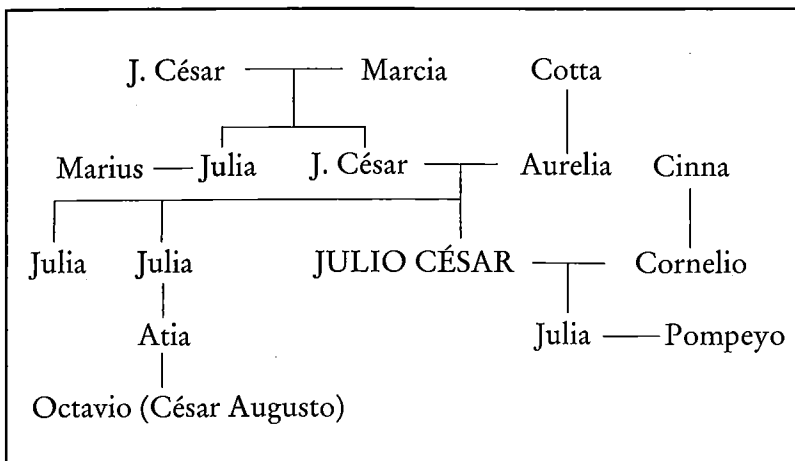 J. César Marcia Cotta
Marius Julia J. César Aurelia Cinna
Julia Julia JULIO CÉSAR Cornelio
Atia Julia Pompeyo
Octavio (César Augusto)